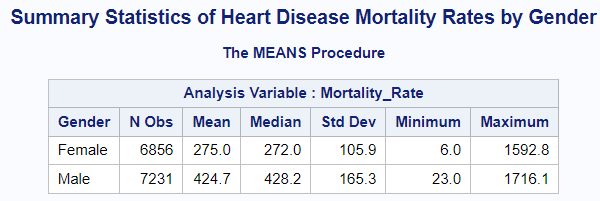 Summary Statistics of Heart Disease Mortality Rates by Gender
The MEANS Procedure
Analysis Variable : Mortality_Rate
Gender N Obs Mean Median Std Dev Minimum Maximum
Female 6856 275.0 272.0 105.9 6.0 1592.8
Male 7231 424.7 428.2 165.3 23.0 1716.1